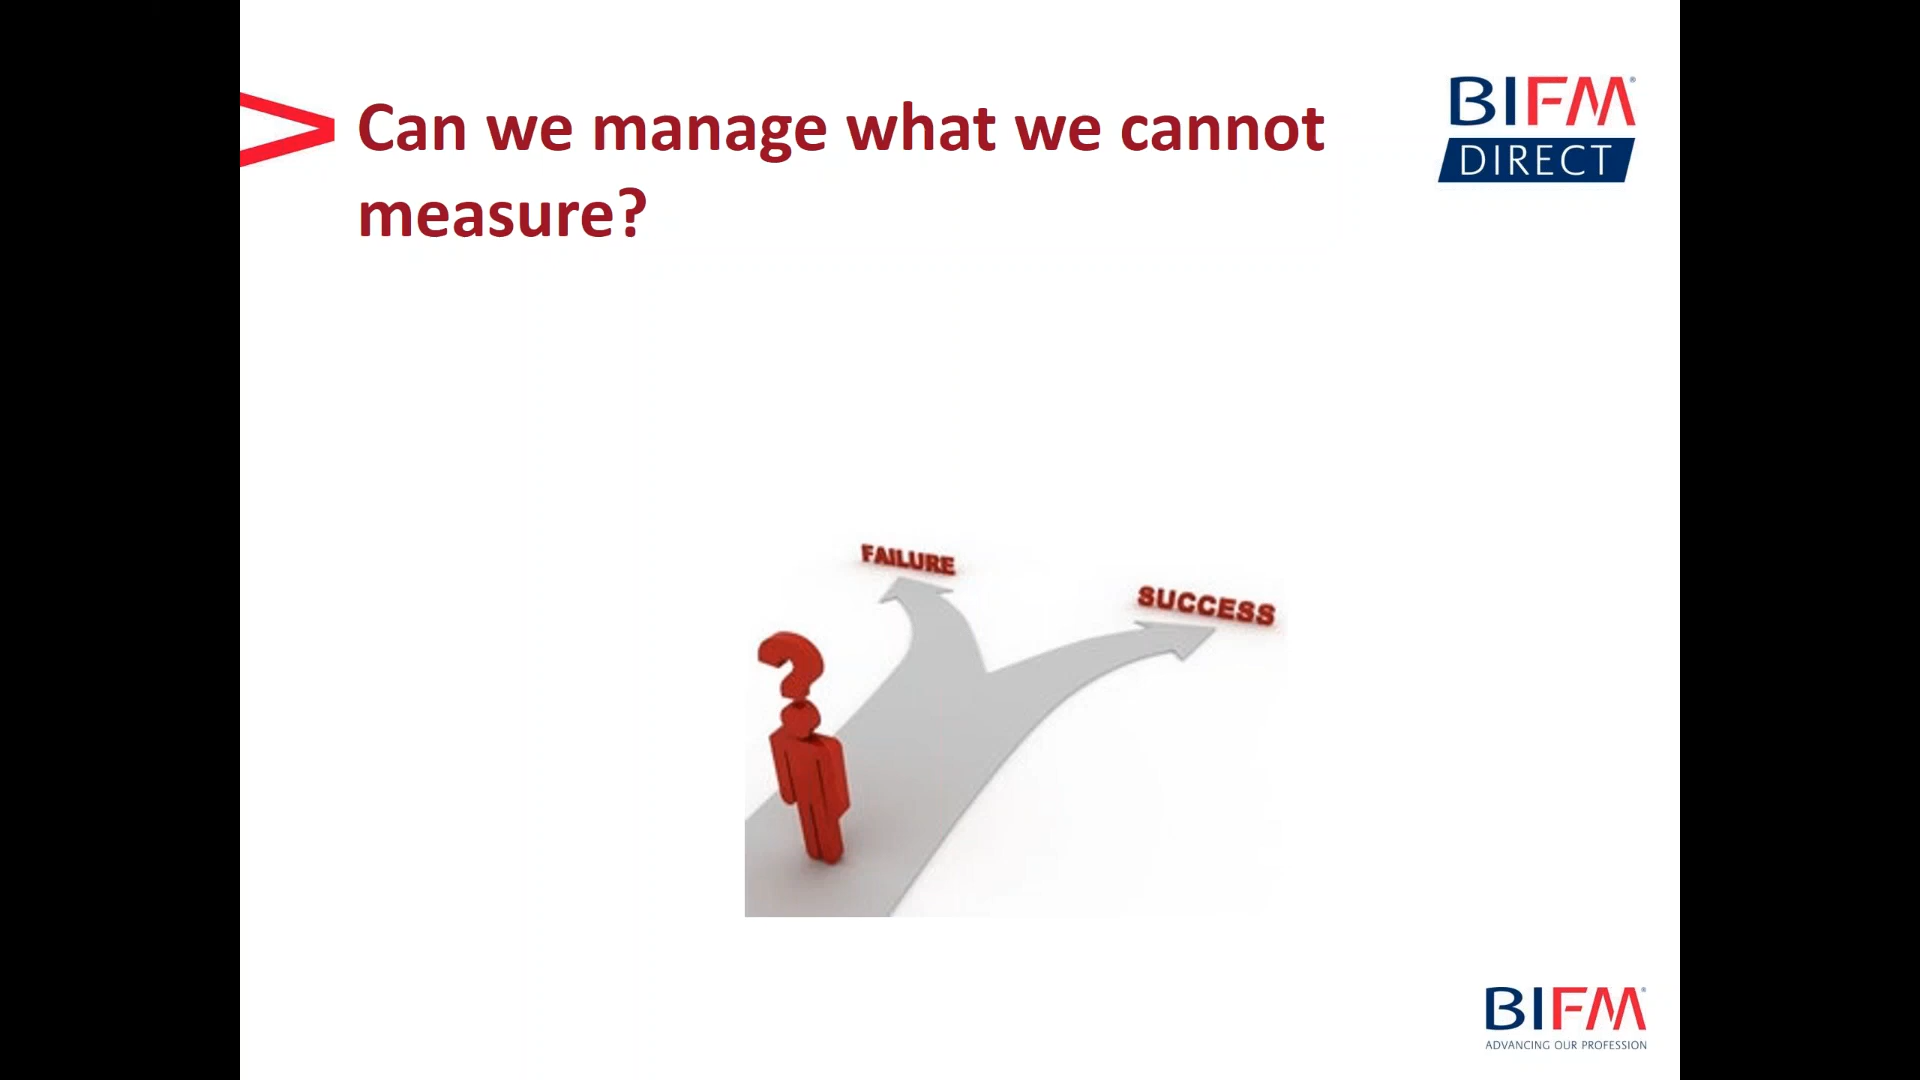 Can we manage what we cannot
measure?
BIFM®
DIRECT
FAILURE
SUCCESS
?
BIFM®
ADVANCING OUR PROFESSION